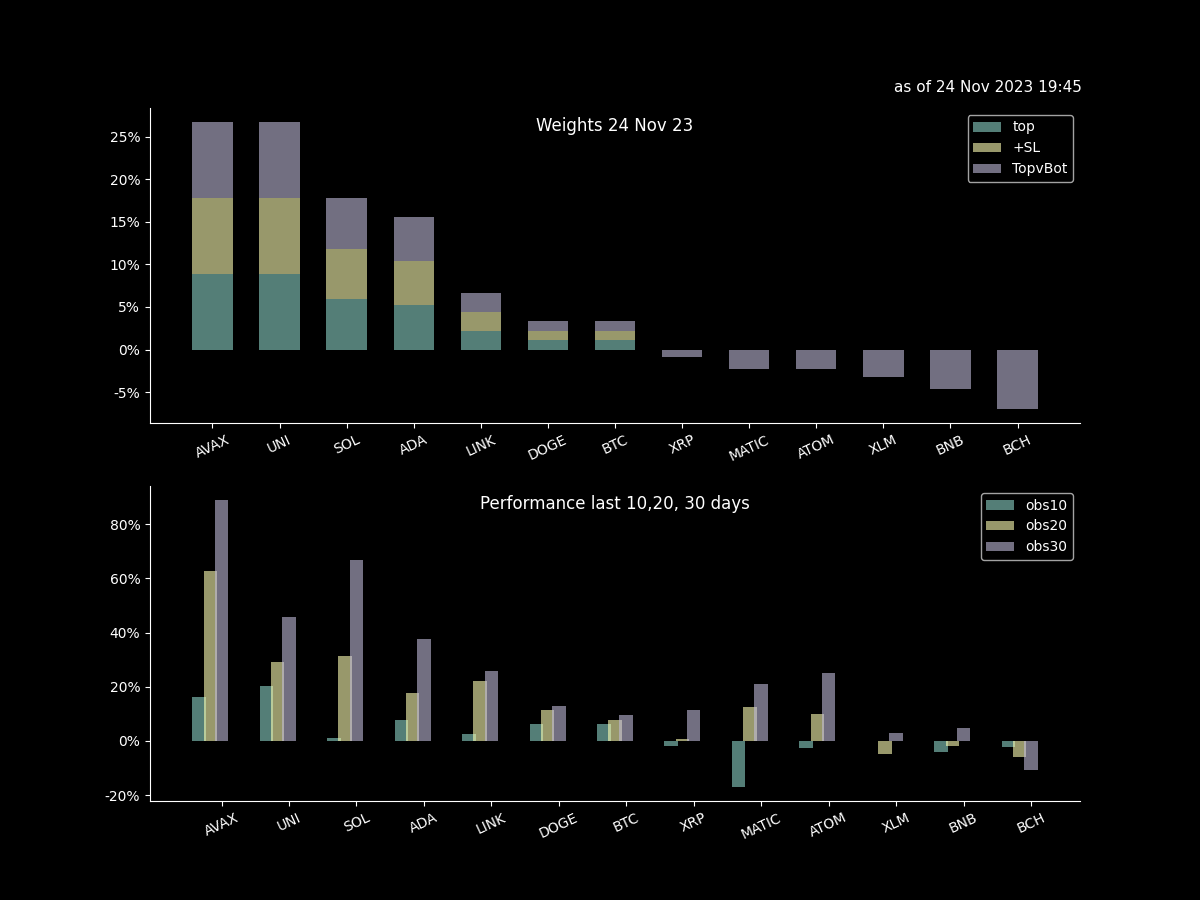 as of 24 Nov 2023 19:45
Weights 24 Nov 23
top
+SL
TopvBot
25%
20%
15%
10%
5%
0%
-5%
AVAX UNI SOL ADA LINK DOGE BTC XRP MATIC ATOM XLM BNB BCH
Performance last 10,20, 30 days
obs10
obs20
obs30
80%
60%
40%
20%
0%
-20%
AVAX UNI SOL ADA LINK DOGE BTC XRP MATIC ATOM XLM BNB BCH